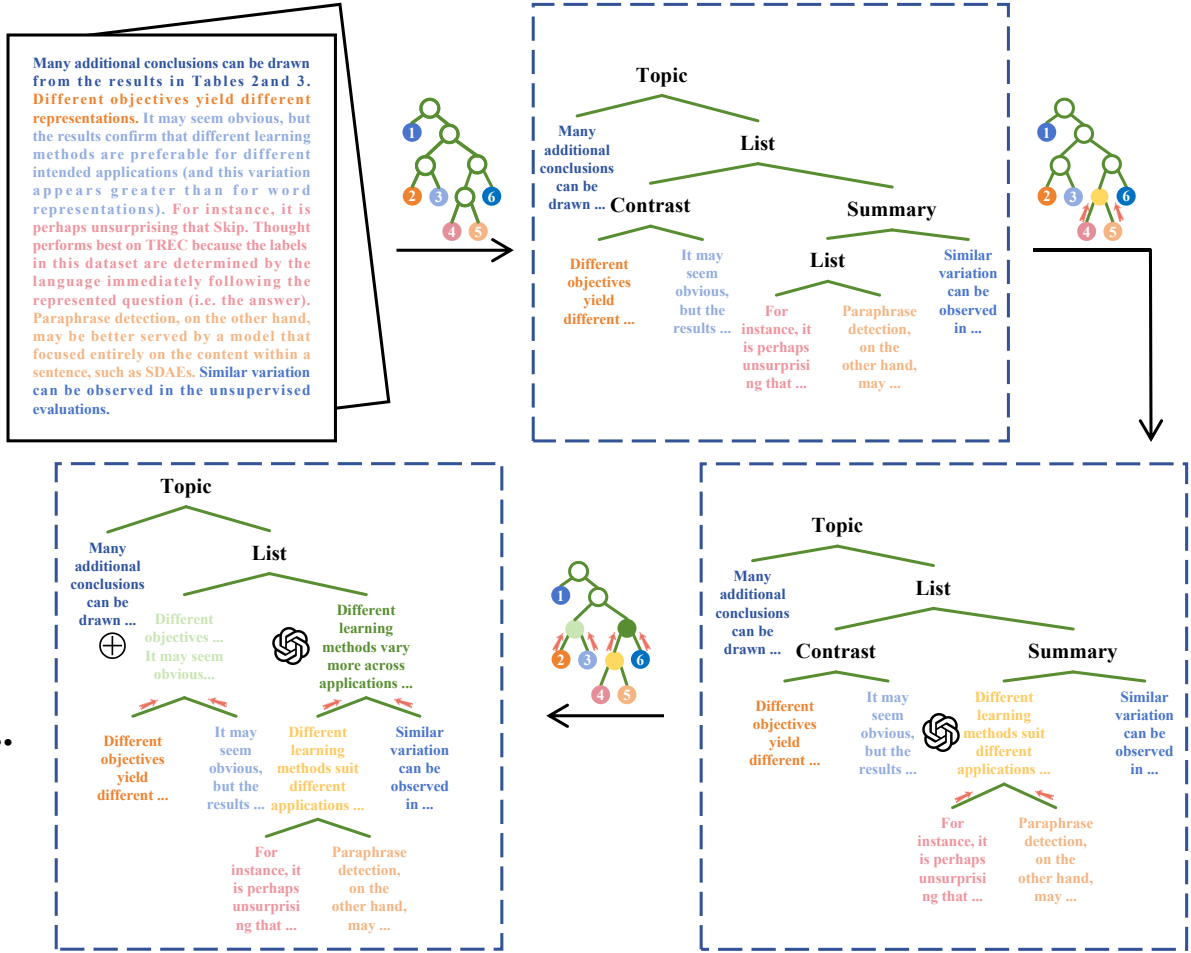 Many additional conclusions can be drawn
from the results in Tables 2and 3.
Different objectives yield different
representations. It may seem obvious, but
the results confirm that different learning
methods are preferable for different
intended applications (and this variation
appears greater than for word
representations). For instance, it is
perhaps unsurprising that Skip. Thought
performs best on TREC because the labels
in this dataset are determined by the
language immediately following the
represented question (i.e. the answer).
Paraphrase detection, on the other hand,
may be better served by a model that
focused entirely on the content within a
sentence, such as SDAEs. Similar variation
can be observed in the unsupervised
evaluations.
1
2
3
6
4
5
Topic
Many
additional
conclusions
can be
drawn ...
List
Contrast
Summary
Different
objectives
yield
different ...
It may
seem
obvious,
but the
results ...
List
For
instance, it
is perhaps
unsurprisi
ng that ...
Paraphrase
detection,
on the
other hand,
may ...
Similar
variation
can be
observed
in ...
1
2
3
6
4
5
Topic
Many
additional
conclusions
can be
drawn ...
List
Contrast
Summary
Different
objectives
yield
different ...
It may
seem
obvious,
but the
results ...
Different
learning
methods suit
different
applications ...
Similar
variation
can be
observed
in ...
For
instance, it
is perhaps
unsurprisi
ng that ...
Paraphrase
detection,
on the
other hand,
may ...
1
2
3
6
4
5
Topic
Many
additional
conclusions
can be
drawn ...
List
Different
objectives ...
It may seem
obvious...
Different
learning
methods vary
more across
applications ...
Different
objectives
yield
different ...
It may
seem
obvious,
but the
results ...
Different
learning
methods suit
different
applications ...
Similar
variation
can be
observed
in ...
For
instance, it
is perhaps
unsurprisi
ng that ...
Paraphrase
detection,
on the
other hand,
may ...